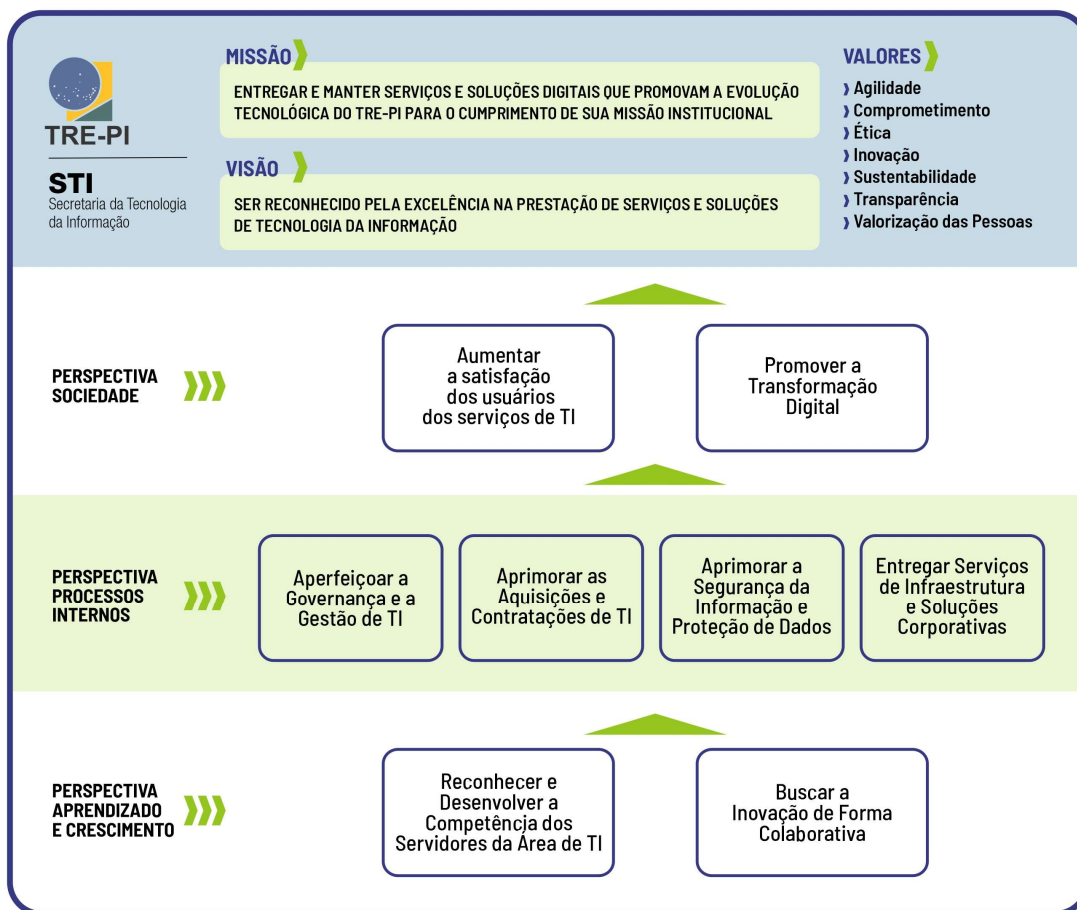 TRE-PI
STI
Secretaria da Tecnologia
da Informação
MISSÃO
ENTREGAR E MANTER SERVIÇOS E SOLUÇÕES DIGITAIS QUE PROMOVAM A EVOLUÇÃO
TECNOLÓGICA DO TRE-PI PARA O CUMPRIMENTO DE SUA MISSÃO INSTITUCIONAL
VISÃO
SER RECONHECIDO PELA EXCELÊNCIA NA PRESTAÇÃO DE SERVIÇOS E SOLUÇÕES
DE TECNOLOGIA DA INFORMAÇÃO
VALORES
Agilidade
Comprometimento
Ética
Inovação
Sustentabilidade
Transparência
Valorização das Pessoas
PERSPECTIVA
SOCIEDADE
Aumentar
a satisfação
dos usuários
dos serviços de TI
Promover a
Transformação
Digital
PERSPECTIVA
PROCESSOS
INTERNOS
Aperfeiçoar a
Governança e a
Gestão de TI
Aprimorar as
Aquisições e
Contratações de TI
Aprimorar a
Segurança da
Informação e
Proteção de Dados
Entregar Serviços
de Infraestrutura
e Soluções
Corporativas
PERSPECTIVA
APRENDIZADO
E CRESCIMENTO
Reconhecer e
Desenvolver a
Competência dos
Servidores da Área de TI
Buscar a
Inovação de Forma
Colaborativa